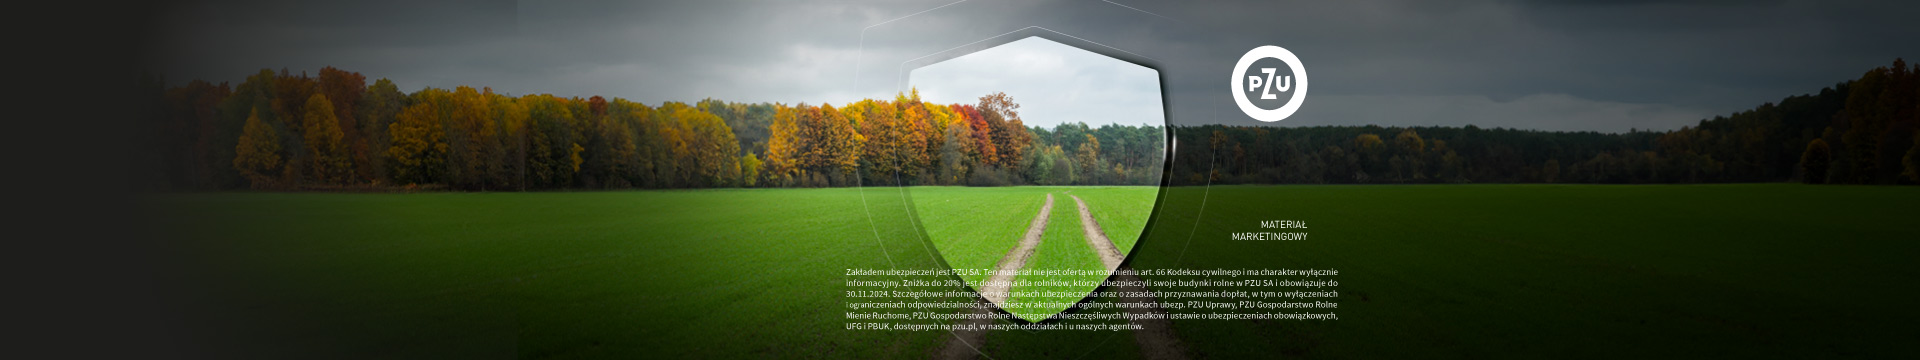 PZU
MATERIAŁ
MARKETINGOWY
Zakładem ubezpieczeń jest PZU SA. Ten materiał nie jest ofertą w rozumieniu art. 66 Kodeksu cywilnego i ma charakter wyłącznie
informacyjny. Zniżka do 20% jest dostępna dla rolników, którzy ubezpieczyli swoje budynki rolne w PZU SA i obowiązuje do
30.11.2024. Szczegółowe informacje o warunkach ubezpieczenia oraz o zasadach przyznawania dopłat, w tym o wyłączeniach
i ograniczeniach odpowiedzialności, znajdziesz w aktualnych ogólnych warunkach ubezp. PZU Uprawy, PZU Gospodarstwo Rolne
Mienie Ruchome, PZU Gospodarstwo Rolne Następstwa Nieszczęśliwych Wypadków i ustawie o ubezpieczeniach obowiązkowych,
UFG i PBUK, dostępnych na pzu.pl, w naszych oddziałach i u naszych agentów.